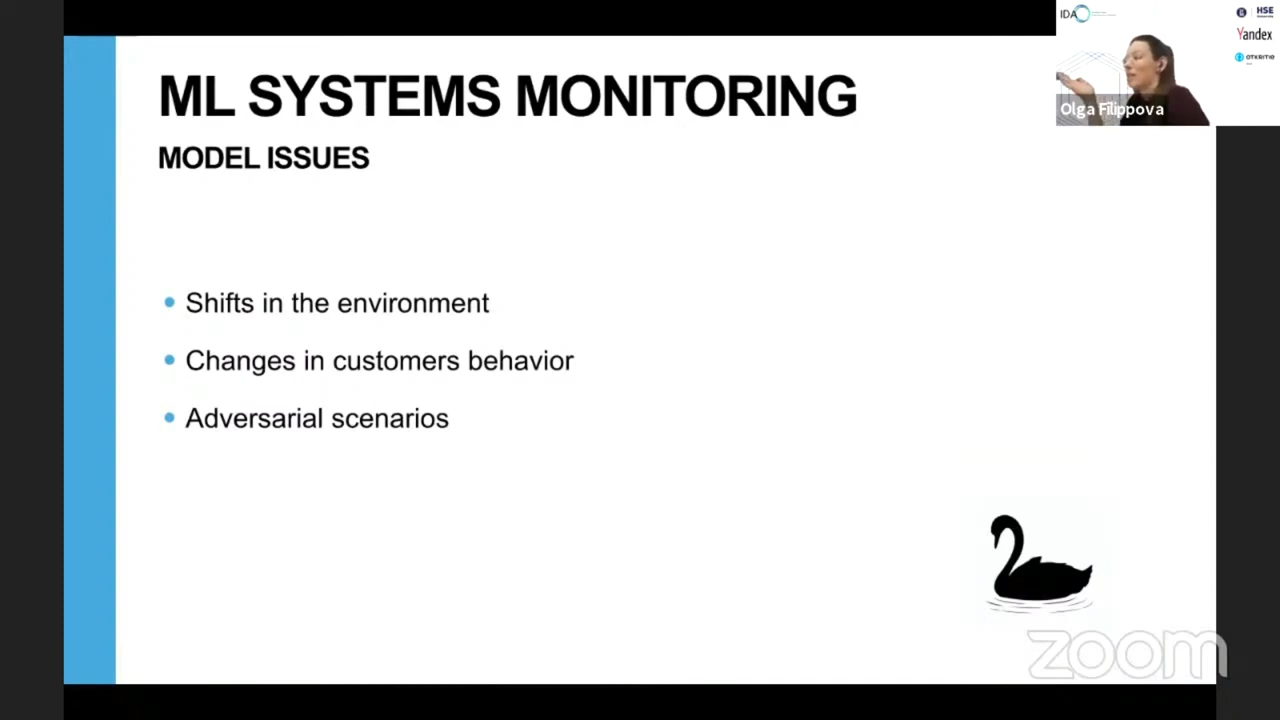 ML SYSTEMS MONITORING
MODEL ISSUES
Shifts in the environment
Changes in customers behavior
Adversarial scenarios
IDA
HSE
Yandex
OTKRITIE
Olga Filippova
zoom